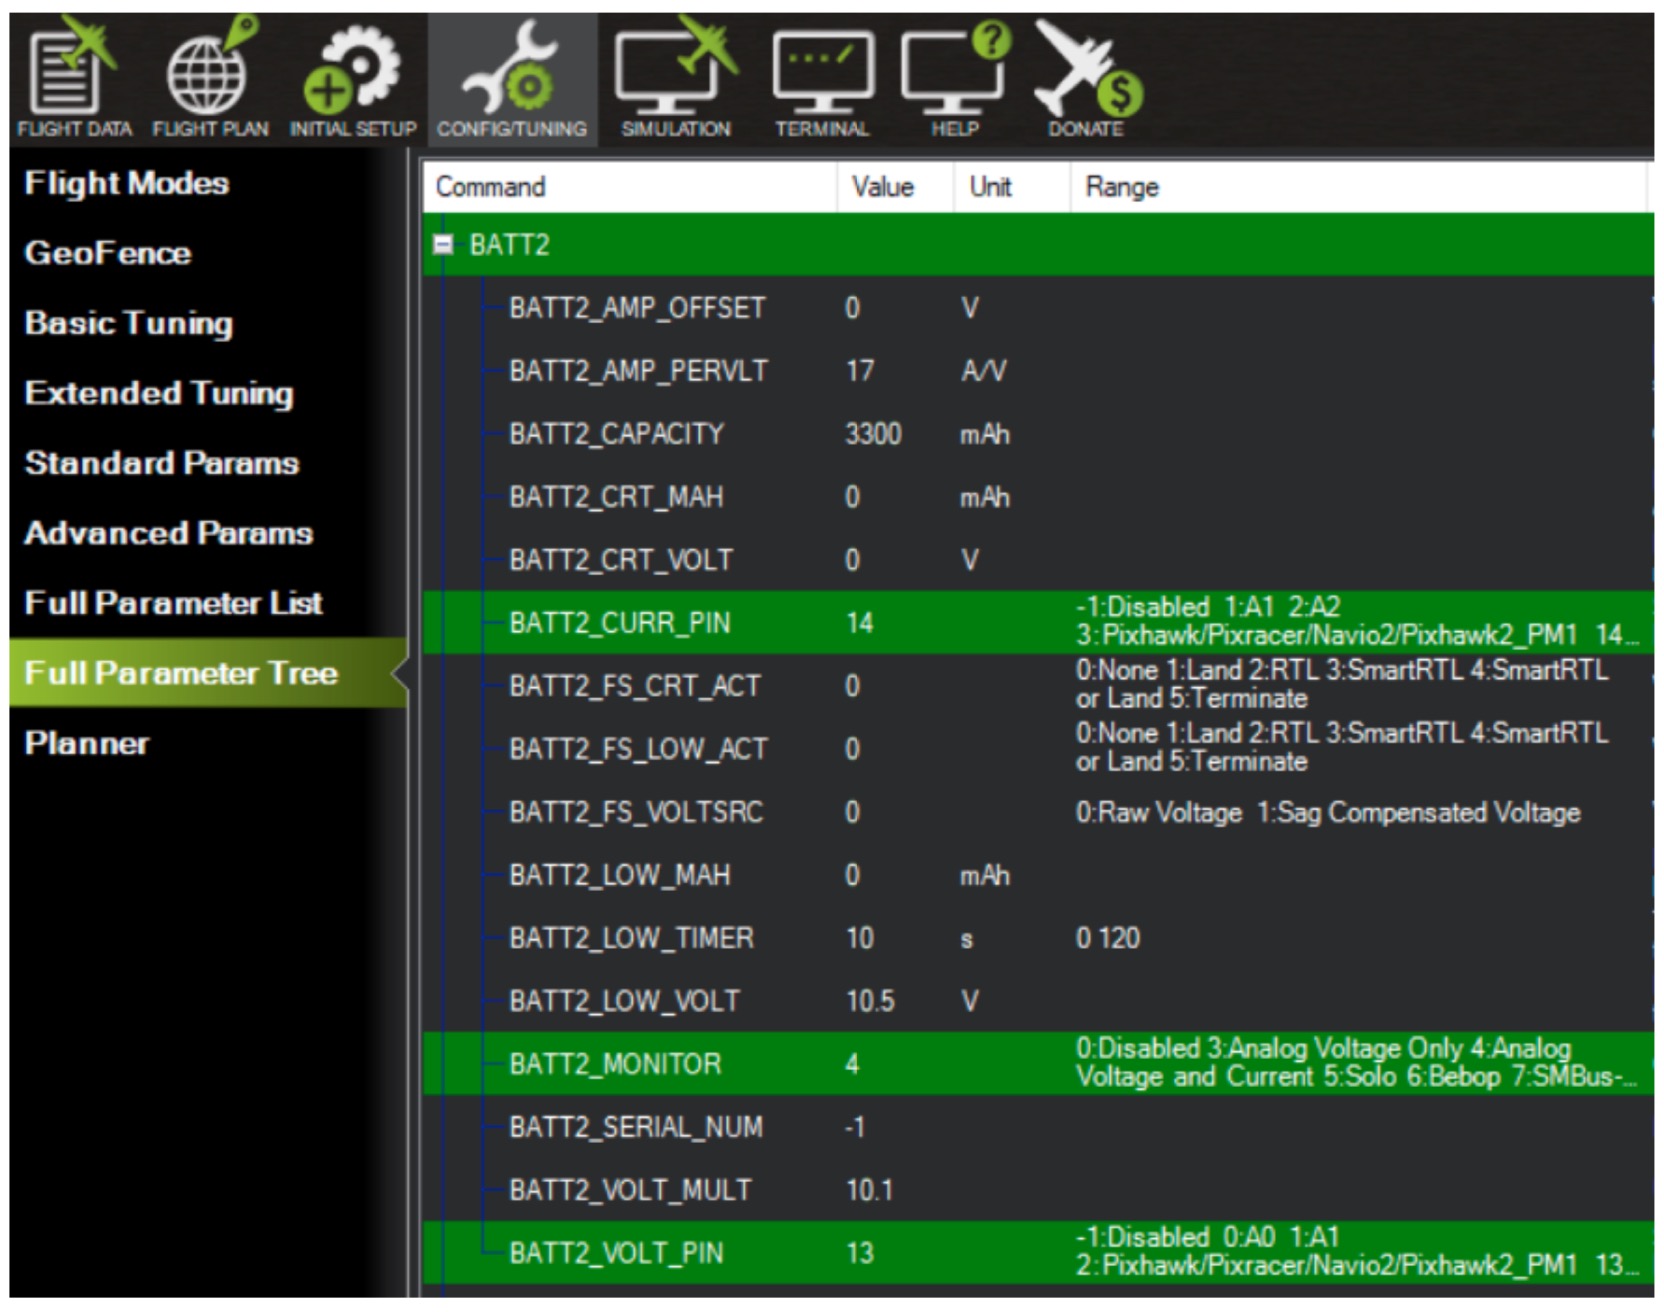 FLIGHT DATA FLIGHT PLAN INITIAL SETUP CONFIG/TUNING SIMULATION TERMINAL HELP DONATE
Flight Modes
GeoFence
Basic Tuning
Extended Tuning
Standard Params
Advanced Params
Full Parameter List
Full Parameter Tree
Planner
Command Value Unit Range
BATT2
BATT2_AMP_OFFSET 0 V
BATT2_AMP_PERVLT 17 A/V
BATT2_CAPACITY 3300 mAh
BATT2_CRT_MAH 0 mAh
BATT2_CRT_VOLT 0 V
BATT2_CURR_PIN 14 -1:Disabled 1:A1 2:A2
3:Pixhawk/Pixracer/Navio2/Pixhawk2_PM1 14...
BATT2_FS_CRT_ACT 0 0:None 1:Land 2:RTL 3:SmartRTL 4:SmartRTL
or Land 5:Terminate
BATT2_FS_LOW_ACT 0 0:None 1:Land 2:RTL 3:SmartRTL 4:SmartRTL
or Land 5:Terminate
BATT2_FS_VOLTSRC 0 0:Raw Voltage 1:Sag Compensated Voltage
BATT2_LOW_MAH 0 mAh
BATT2_LOW_TIMER 10 s 0 120
BATT2_LOW_VOLT 10.5 V
BATT2_MONITOR 4 0:Disabled 3:Analog Voltage Only 4:Analog
Voltage and Current 5:Solo 6:Bebop 7:SMBus-...
BATT2_SERIAL_NUM -1
BATT2_VOLT_MULT 10.1
BATT2_VOLT_PIN 13 -1:Disabled 0:A0 1:A1
2:Pixhawk/Pixracer/Navio2/Pixhawk2_PM1 13...